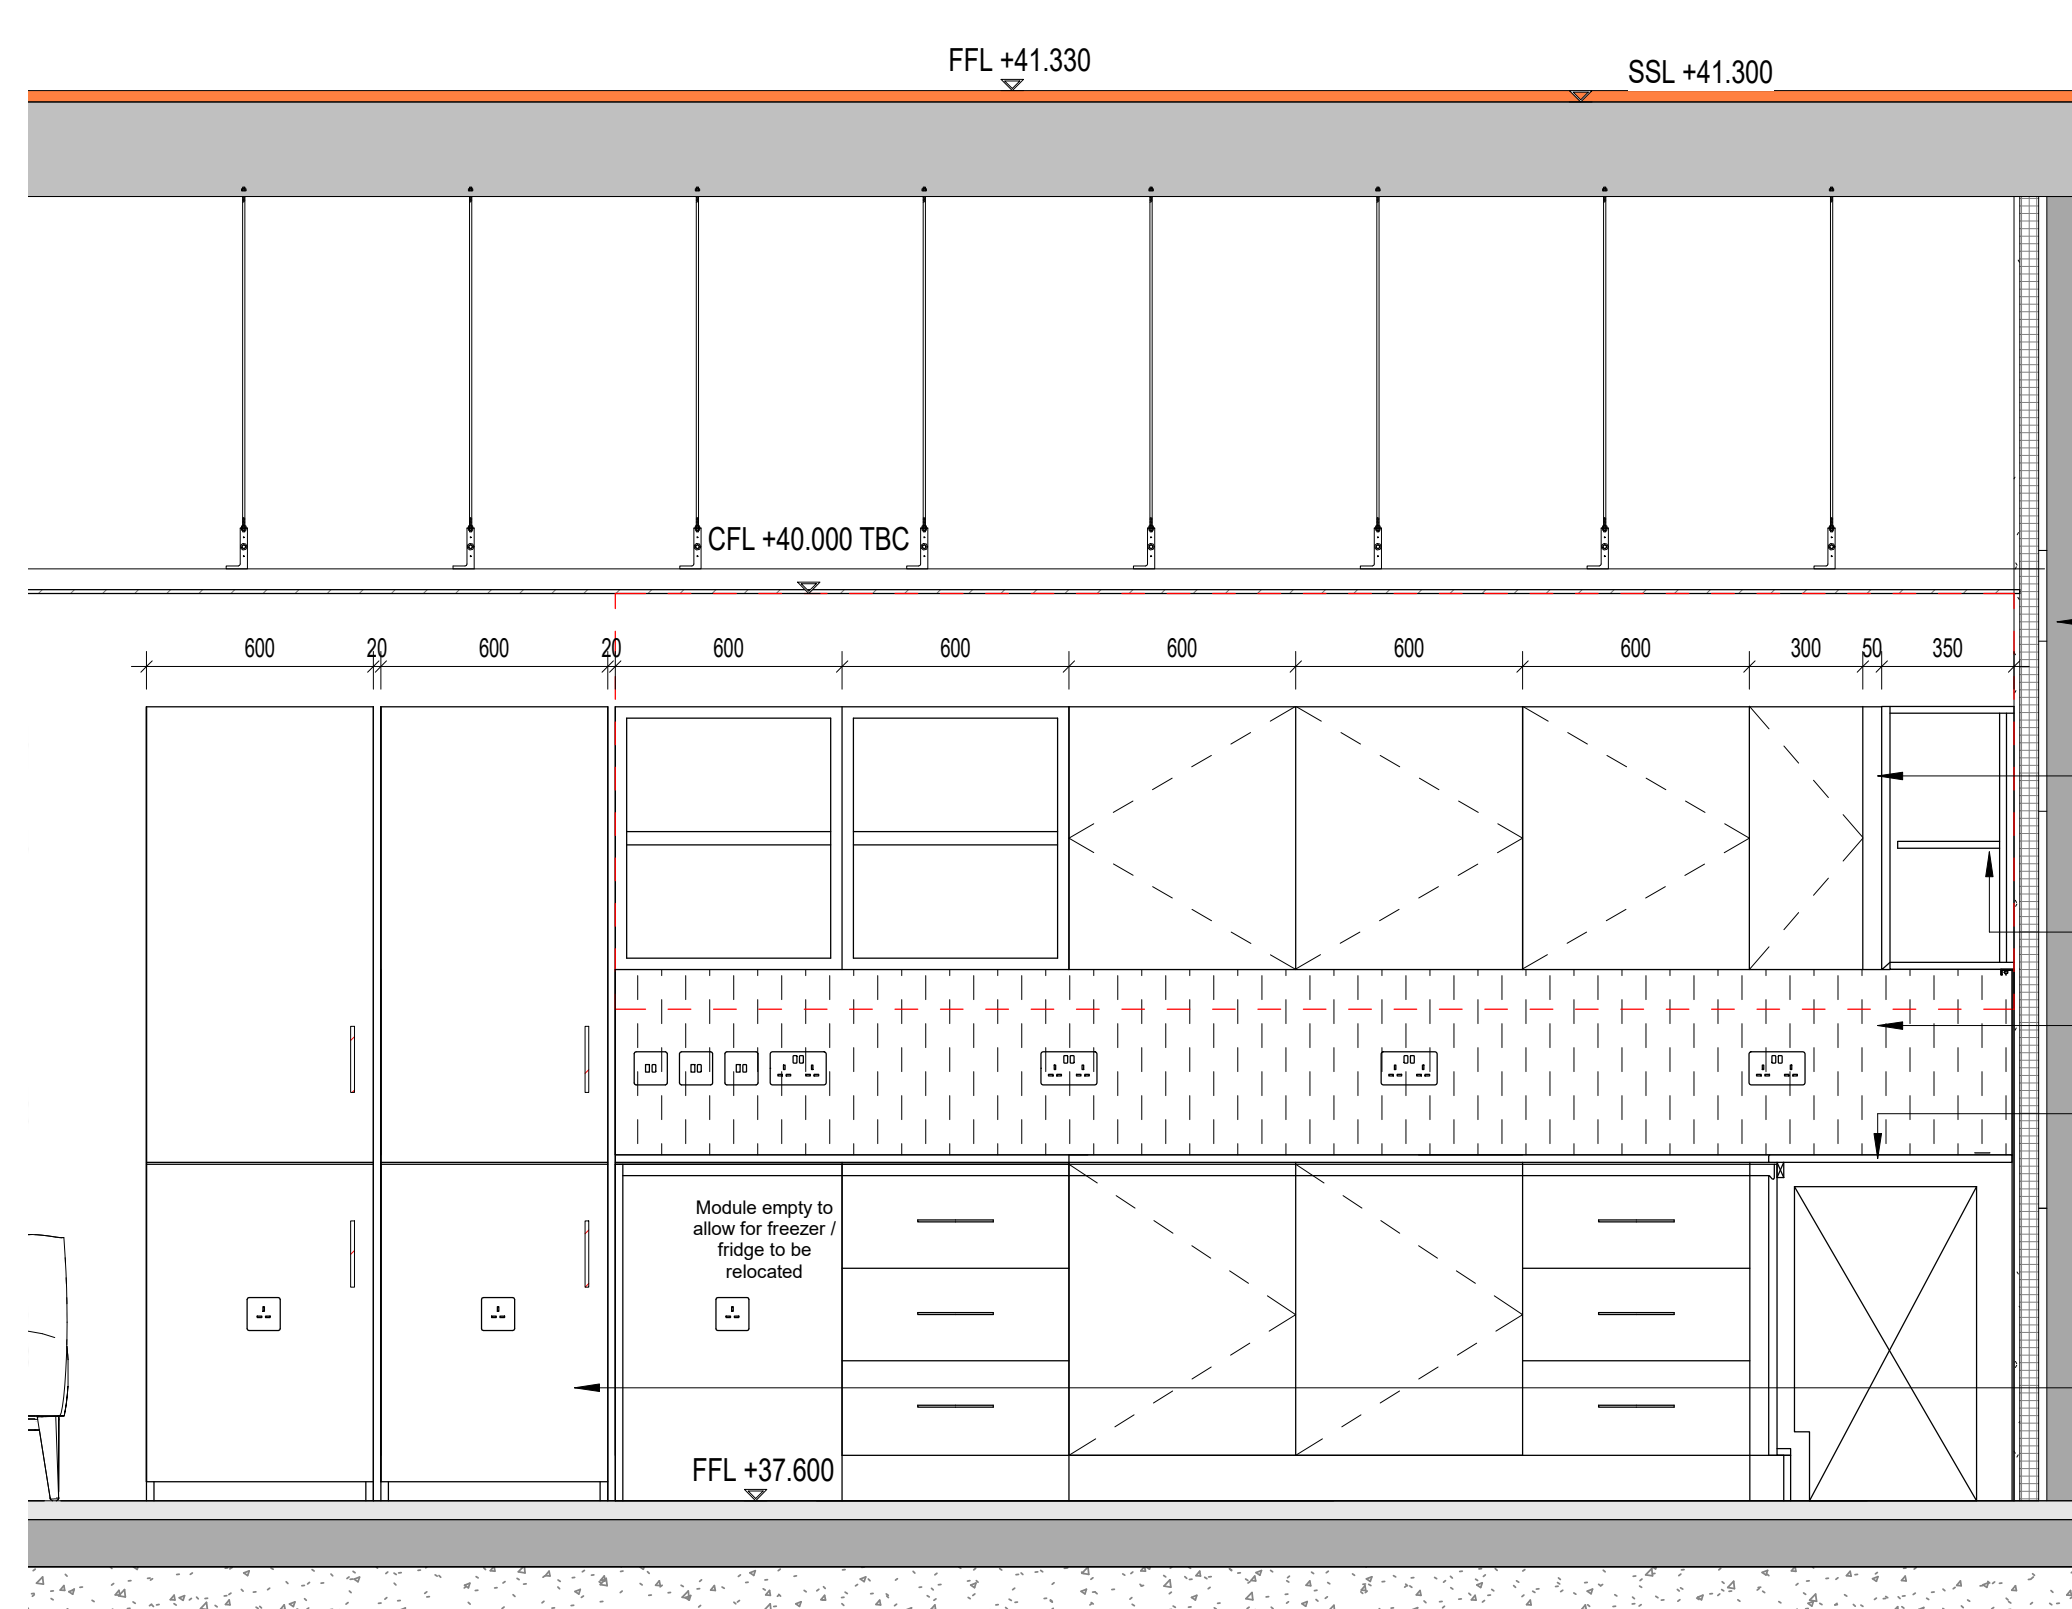 FFL +41.330
SSL +41.300
CFL +40.000 TBC
600 20 600 20 600 600 600 600 600 300 50 350
Module empty to
allow for freezer /
fridge to be
relocated
FFL +37.600